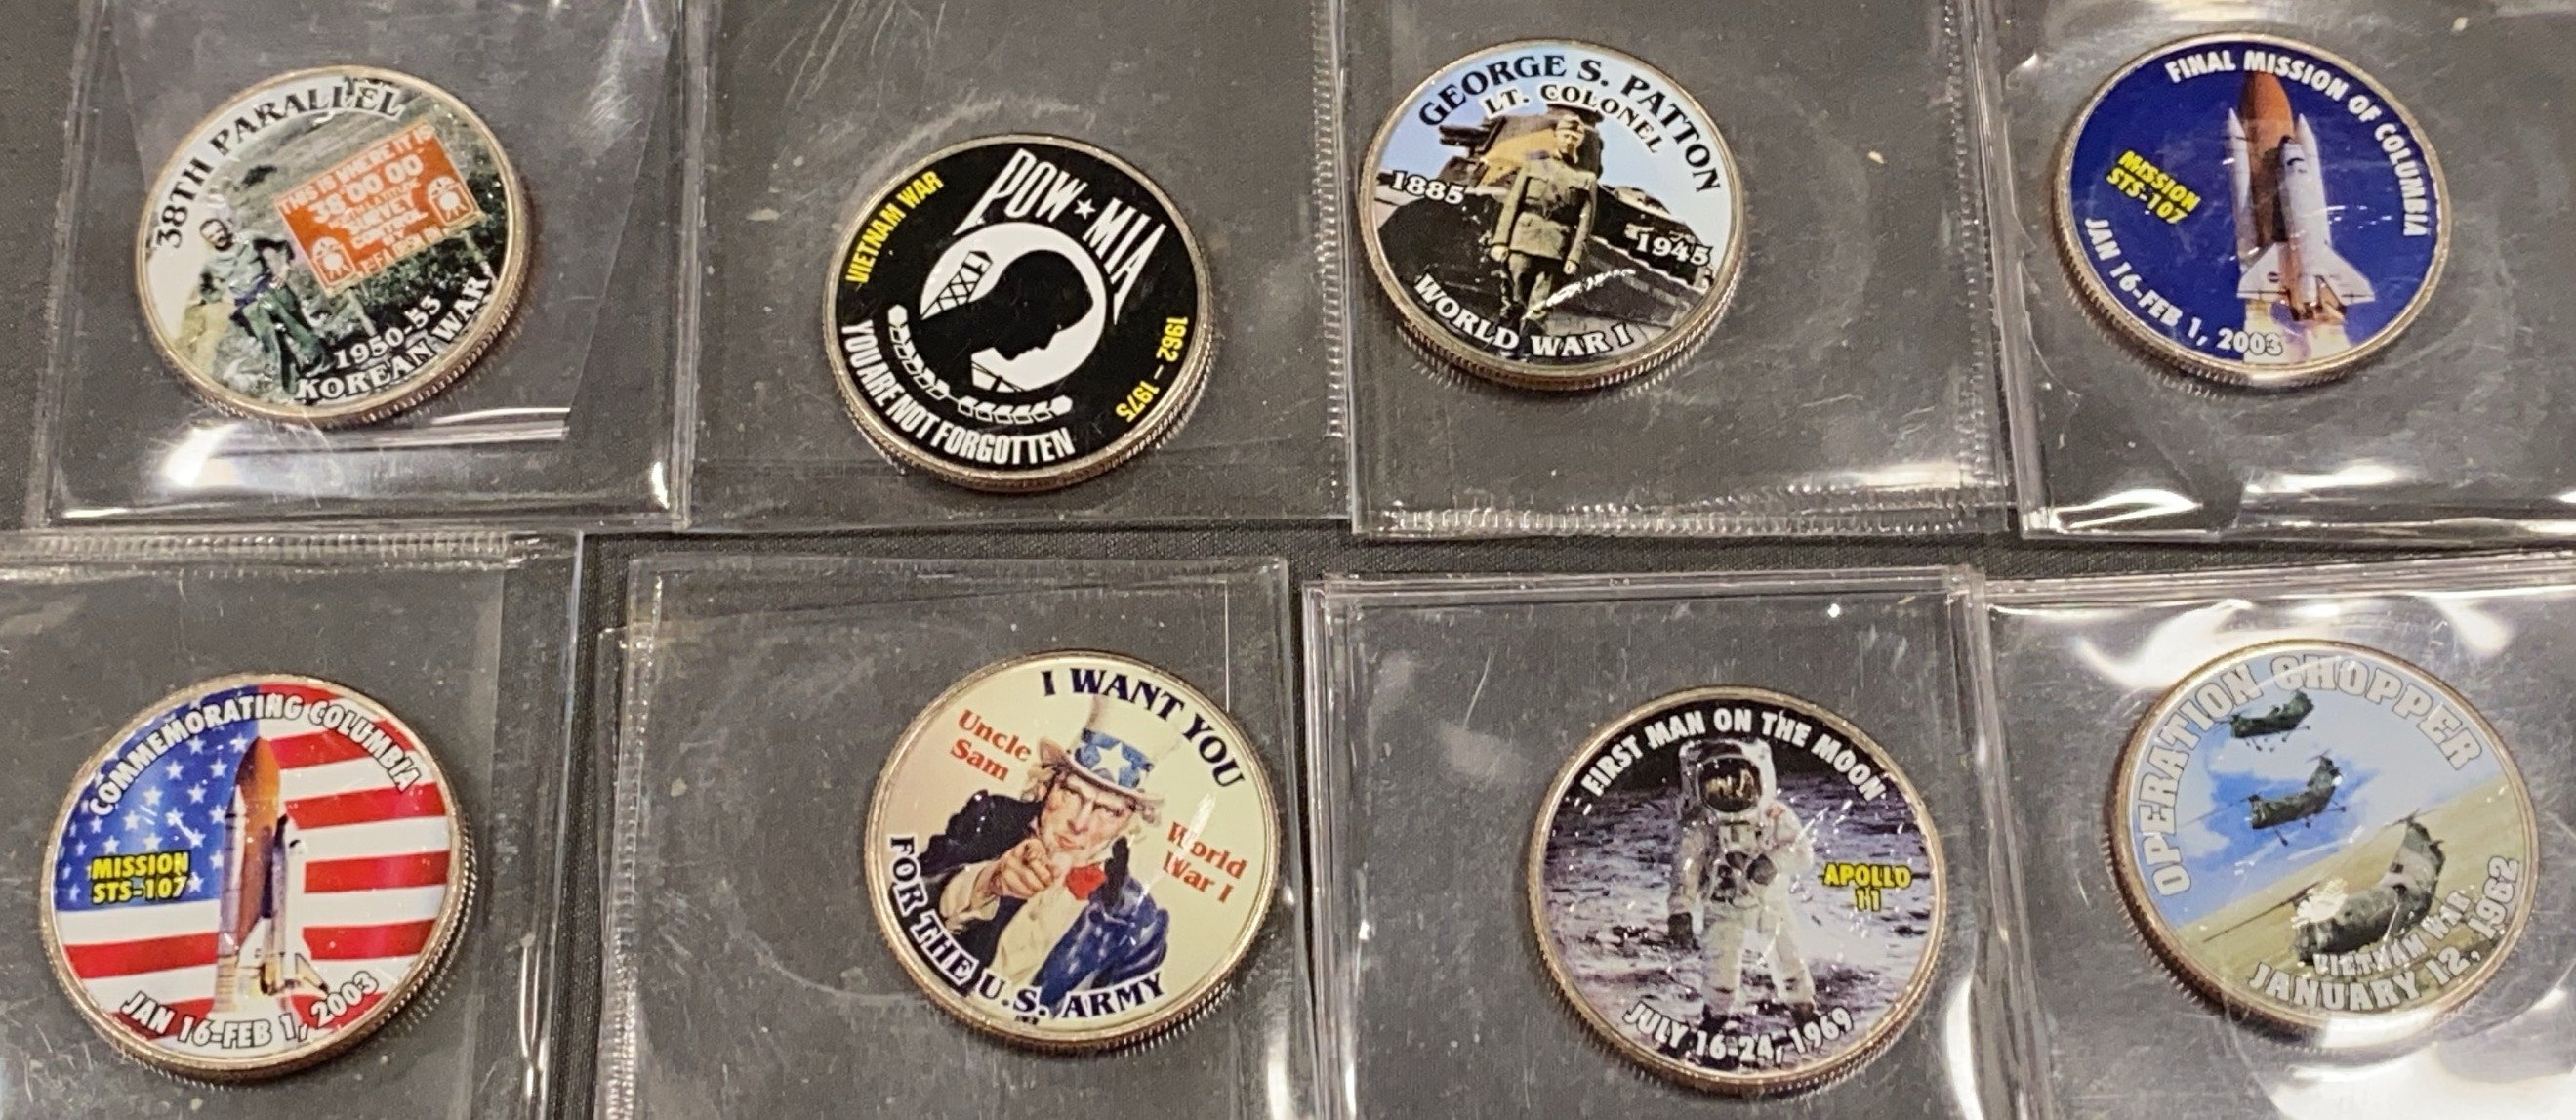 38TH PARALLEL
THIS IS WHERE IT IS
38° 00' 00"
SURVEY
CONTROL
1950-53
KOREAN WAR
VIETNAM WAR
POW★MIA
1962 - 1975
YOU ARE NOT FORGOTTEN
GEORGE S. PATTON
LT. COLONEL
1885
1945
WORLD WAR I
FINAL MISSION OF COLUMBIA
MISSION
STS-107
JAN 16-FEB 1, 2003
COMMEMORATING COLUMBIA
MISSION
STS-107
JAN 16-FEB 1, 2003
I WANT YOU
Uncle
Sam
World
War I
FOR THE U.S. ARMY
FIRST MAN ON THE MOON
APOLLO
11
JULY 16-24, 1969
OPERATION CHOPPER
VIETNAM WAR
JANUARY 12, 1962